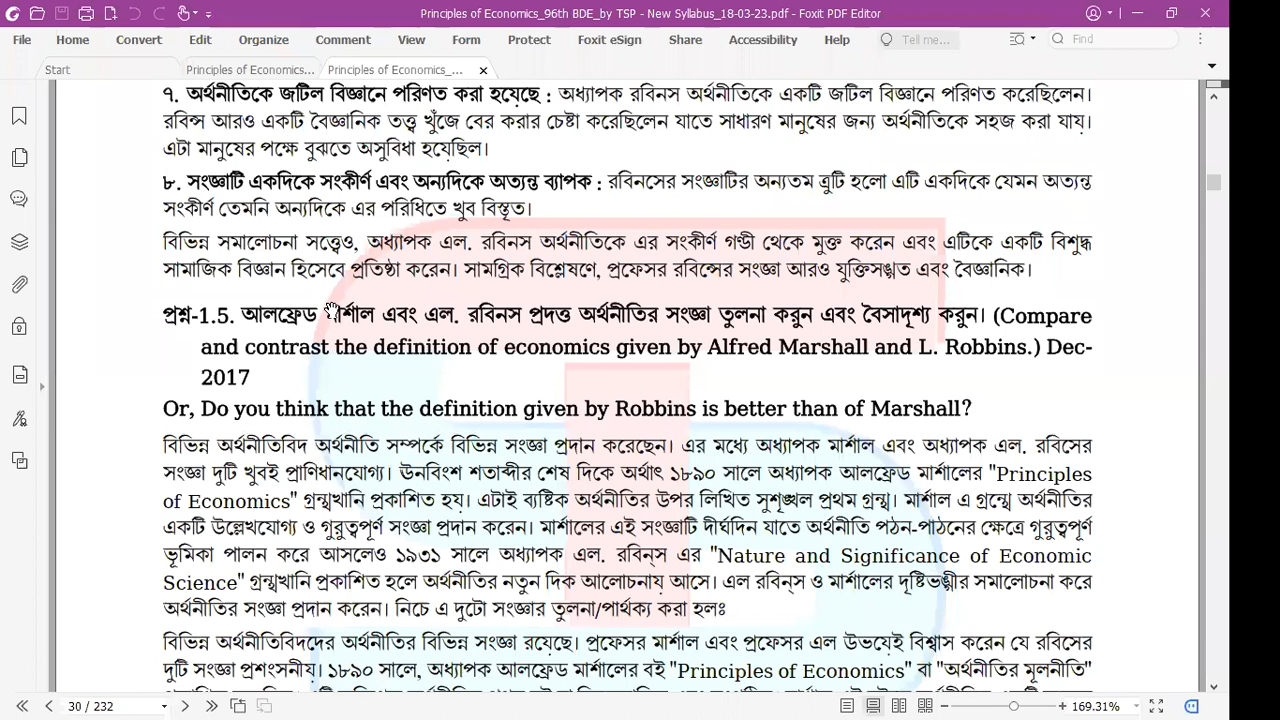 Principles of Economics_96th BDE_by TSP - New Syllabus_18-03-23.pdf - Foxit PDF Editor
File Home Convert Edit Organize Comment View Form Protect Foxit eSign Share Accessibility Help Tell me... Find
Start Principles of Economics... Principles of Economics_...
৭. অর্থনীতিকে জটিল বিজ্ঞানে পরিণত করা হয়েছে : অধ্যাপক রবিনস অর্থনীতিকে একটি জটিল বিজ্ঞানে পরিণত করেছিলেন।
রবিন্স আরও একটি বৈজ্ঞানিক তত্ত্ব খুঁজে বের করার চেষ্টা করেছিলেন যাতে সাধারণ মানুষের জন্য অর্থনীতিকে সহজ করা যায়।
এটা মানুষের পক্ষে বুঝতে অসুবিধা হয়েছিল।
৮. সংজ্ঞাটি একদিকে সংকীর্ণ এবং অন্যদিকে অত্যন্ত ব্যাপক : রবিনসের সংজ্ঞাটির অন্যতম ত্রুটি হলো এটি একদিকে যেমন অত্যন্ত
সংকীর্ণ তেমনি অন্যদিকে এর পরিধিতে খুব বিস্তৃত।
বিভিন্ন সমালোচনা সত্ত্বেও, অধ্যাপক এল. রবিনস অর্থনীতিকে এর সংকীর্ণ গণ্ডী থেকে মুক্ত করেন এবং এটিকে একটি বিশুদ্ধ
সামাজিক বিজ্ঞান হিসেবে প্রতিষ্ঠা করেন। সামগ্রিক বিশ্লেষণে, প্রফেসর রবিন্সের সংজ্ঞা আরও যুক্তিসঙ্গত এবং বৈজ্ঞানিক।
প্রশ্ন-1.5. আলফ্রেড মার্শাল এবং এল. রবিনস প্রদত্ত অর্থনীতির সংজ্ঞা তুলনা করুন এবং বৈসাদৃশ্য করুন। (Compare
and contrast the definition of economics given by Alfred Marshall and L. Robbins.) Dec-
2017
Or, Do you think that the definition given by Robbins is better than of Marshall?
বিভিন্ন অর্থনীতিবিদ অর্থনীতি সম্পর্কে বিভিন্ন সংজ্ঞা প্রদান করেছেন। এর মধ্যে অধ্যাপক মার্শাল এবং অধ্যাপক এল. রবিসের
সংজ্ঞা দুটি খুবই প্রাণিধানযোগ্য। ঊনবিংশ শতাব্দীর শেষ দিকে অর্থাৎ ১৮৯০ সালে অধ্যাপক আলফ্রেড মার্শালের "Principles
of Economics" গ্রন্থখানি প্রকাশিত হয়। এটাই ব্যষ্টিক অর্থনীতির উপর লিখিত সুশৃঙ্খল প্রথম গ্রন্থ। মার্শাল এ গ্রন্থে অর্থনীতির
একটি উল্লেখযোগ্য ও গুরুত্বপূর্ণ সংজ্ঞা প্রদান করেন। মার্শালের এই সংজ্ঞাটি দীর্ঘদিন যাতে অর্থনীতি পঠন-পাঠনের ক্ষেত্রে গুরুত্বপূর্ণ
ভূমিকা পালন করে আসলেও ১৯৩১ সালে অধ্যাপক এল. রবিন্‌স এর "Nature and Significance of Economic
Science" গ্রন্থখানি প্রকাশিত হলে অর্থনীতির নতুন দিক আলোচনায় আসে। এল রবিন্‌স ও মার্শালের দৃষ্টিভঙ্গীর সমালোচনা করে
অর্থনীতির সংজ্ঞা প্রদান করেন। নিচে এ দুটো সংজ্ঞার তুলনা/পার্থক্য করা হলঃ
বিভিন্ন অর্থনীতিবিদদের অর্থনীতির বিভিন্ন সংজ্ঞা রয়েছে। প্রফেসর মার্শাল এবং প্রফেসর এল উভয়েই বিশ্বাস করেন যে রবিসের
দুটি সংজ্ঞা প্রশংসনীয়। ১৮৯০ সালে, অধ্যাপক আলফ্রেড মার্শালের বই "Principles of Economics" বা "অর্থনীতির মূলনীতি"
30 / 232 169.31%